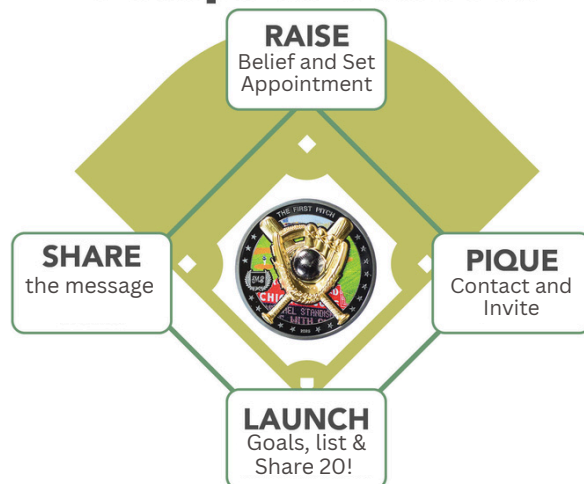 RAISE
Belief and Set
Appointment
SHARE
the message
THE FIRST PITCH
PIQUE
Contact and
Invite
LAUNCH
Goals, list &
Share 20!